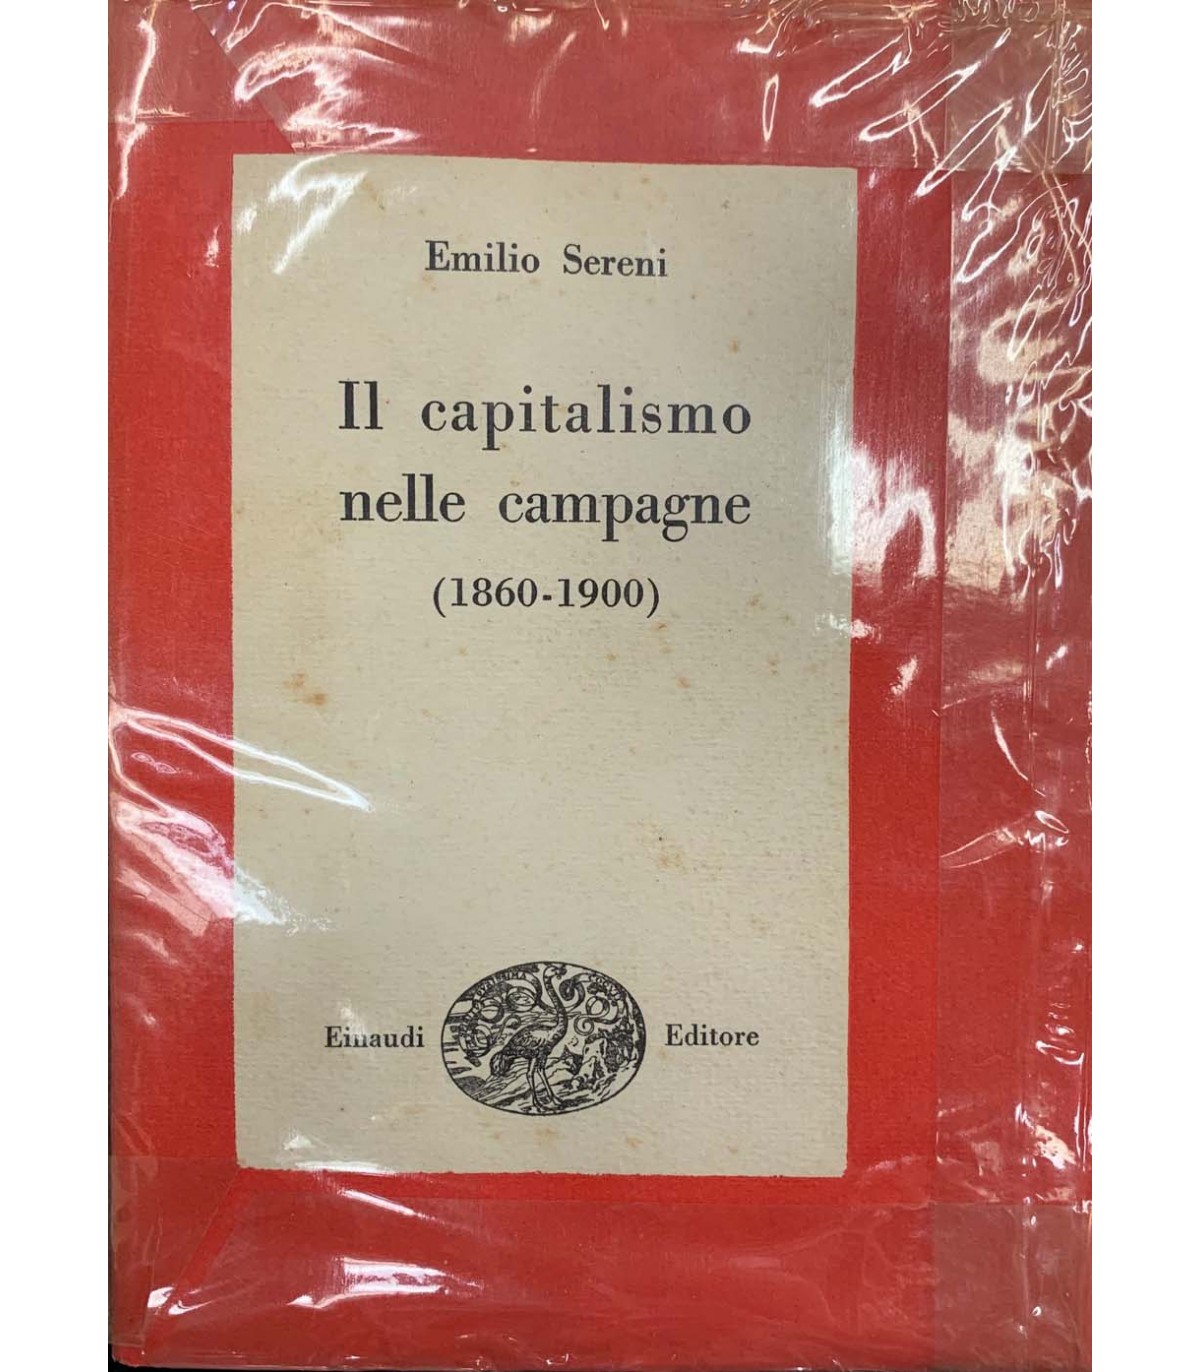 Emilio Sereni
Il capitalismo
nelle campagne
(1860-1900)
Einaudi Editore